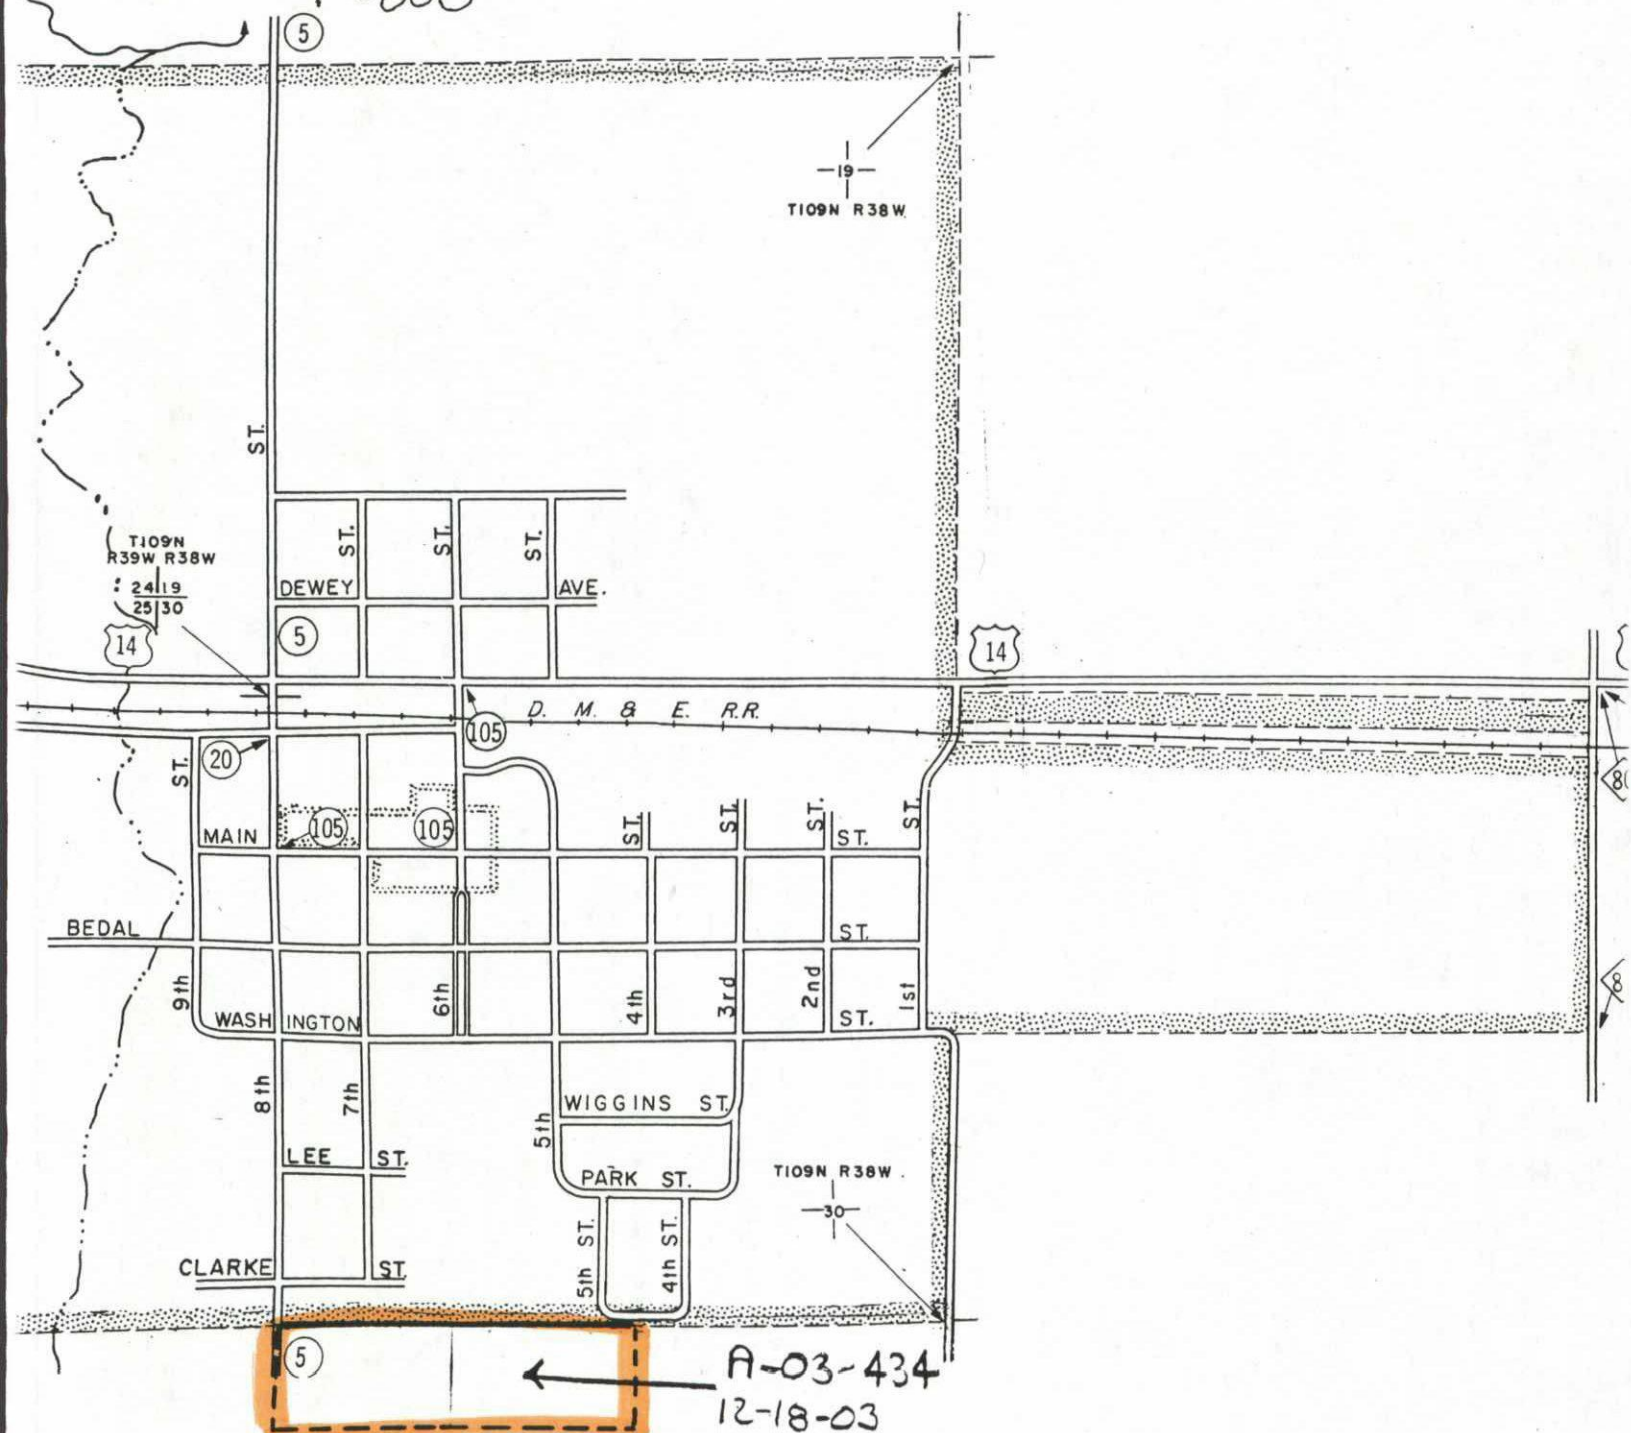 5
19
T109N R38W
ST.
ST.
ST.
ST.
T109N
R39W R38W
24 19
25 30
DEWEY AVE.
5
14
14
D. M. & E. R.R.
105
20
ST.
105
105
ST.
ST.
ST.
ST.
MAIN ST.
BEDAL ST.
9th
6th
4th
3rd
2nd
1st
WASHINGTON ST.
8th
7th
5th
WIGGINS ST.
LEE ST.
PARK ST.
T109N R38W
30
5th ST.
4th ST.
CLARKE ST.
5
A-03-434
12-18-03